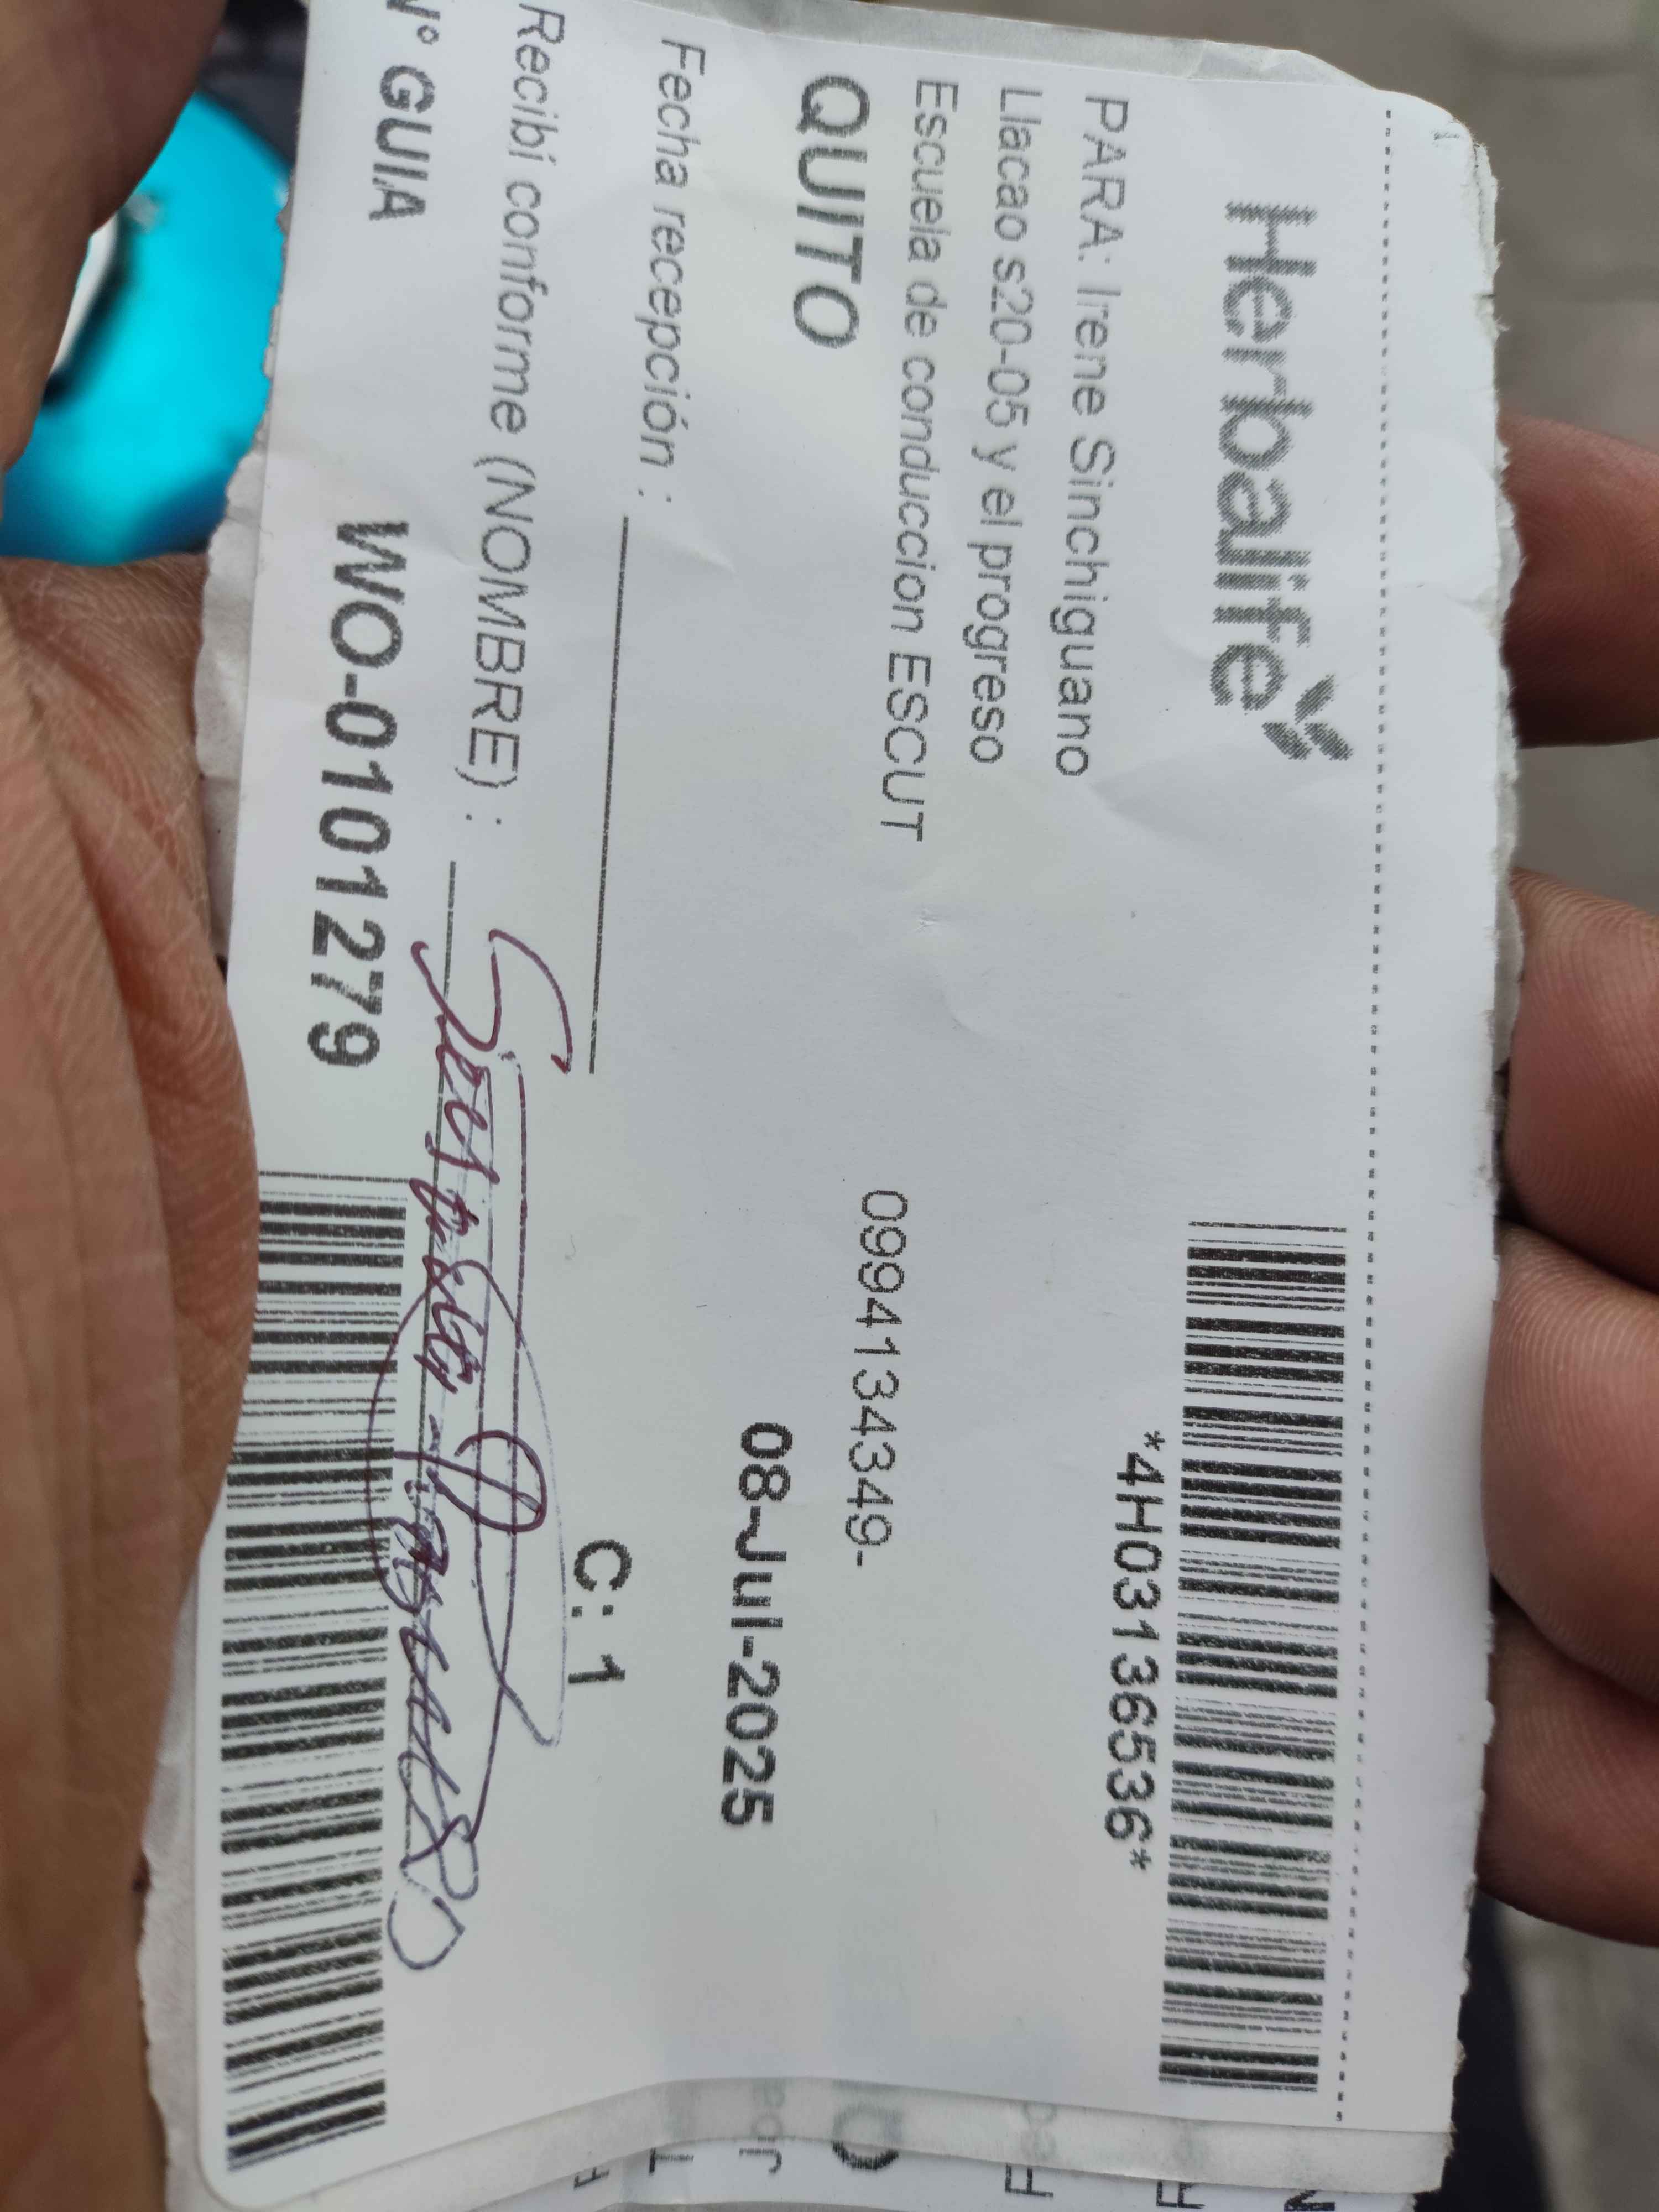 Herbalife
*4H03136536*
PARA: Irene Sinchiguano
Llacao s20-05 y el progreso
Escuela de conduccion ESCUT
0994134349-
QUITO
08-Jul-2025
Fecha recepción :
C: 1
Recibí conforme (NOMBRE) :
N° GUIA
WO-0101279